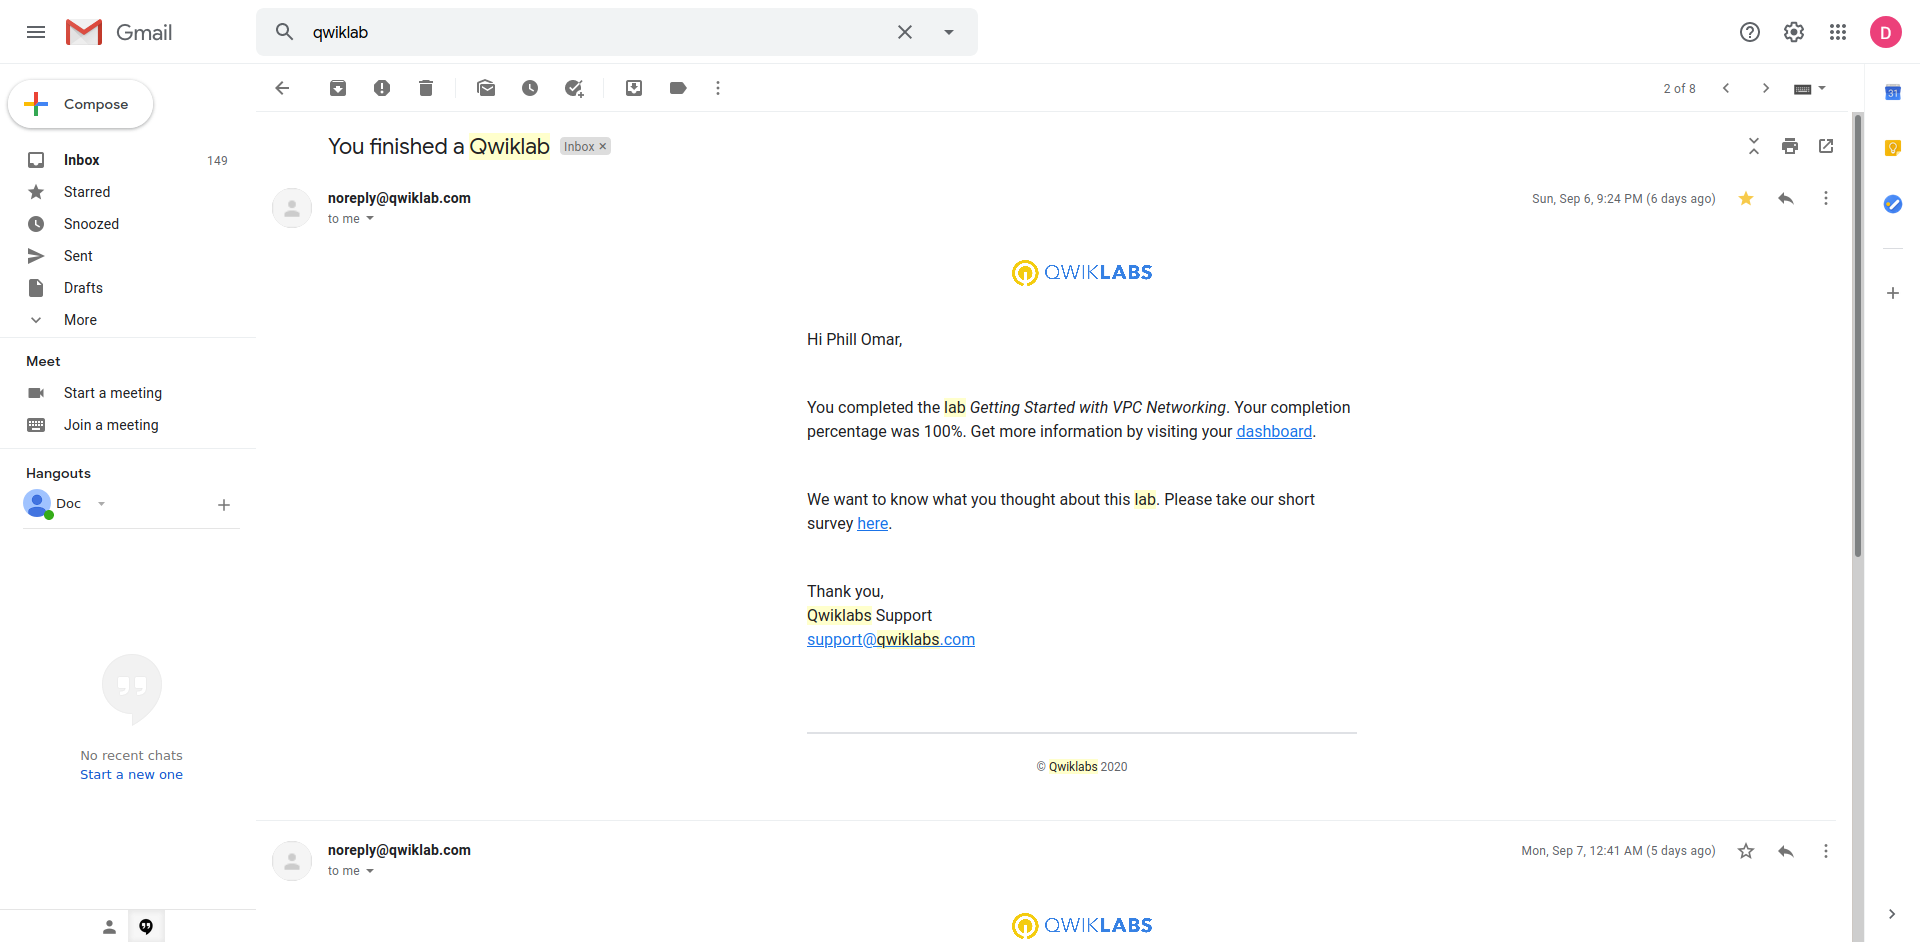 Gmail
qwiklab
D
Compose
2 of 8
31
Inbox 149
Starred
Snoozed
Sent
Drafts
More
Meet
Start a meeting
Join a meeting
Hangouts
Doc
No recent chats
Start a new one
You finished a Qwiklab Inbox ×
noreply@qwiklab.com Sun, Sep 6, 9:24 PM (6 days ago)
to me
QWIKLABS
Hi Phill Omar,
You completed the lab Getting Started with VPC Networking. Your completion
percentage was 100%. Get more information by visiting your dashboard.
We want to know what you thought about this lab. Please take our short
survey here.
Thank you,
Qwiklabs Support
support@qwiklabs.com
© Qwiklabs 2020
noreply@qwiklab.com Mon, Sep 7, 12:41 AM (5 days ago)
to me
QWIKLABS